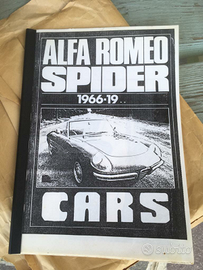 ALFA ROMEO
SPIDER
1966-19..
CARS